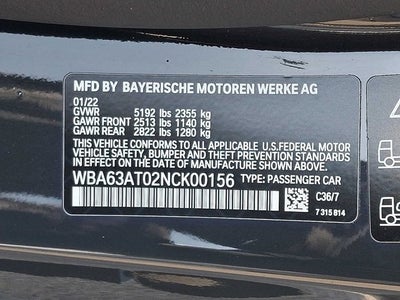 MFD BY BAYERISCHE MOTOREN WERKE AG
01/22
GVWR 5192 lbs 2355 kg
GAWR FRONT 2513 lbs 1140 kg
GAWR REAR 2822 lbs 1280 kg
THIS VEHICLE CONFORMS TO ALL APPLICABLE U.S.FEDERAL MOTOR
VEHICLE SAFETY, BUMPER AND THEFT PREVENTION STANDARDS
IN EFFECT ON THE DATE OF MANUFACTURE SHOWN ABOVE.
WBA63AT02NCK00156 TYPE: PASSENGER CAR
C36/7
7 315 814